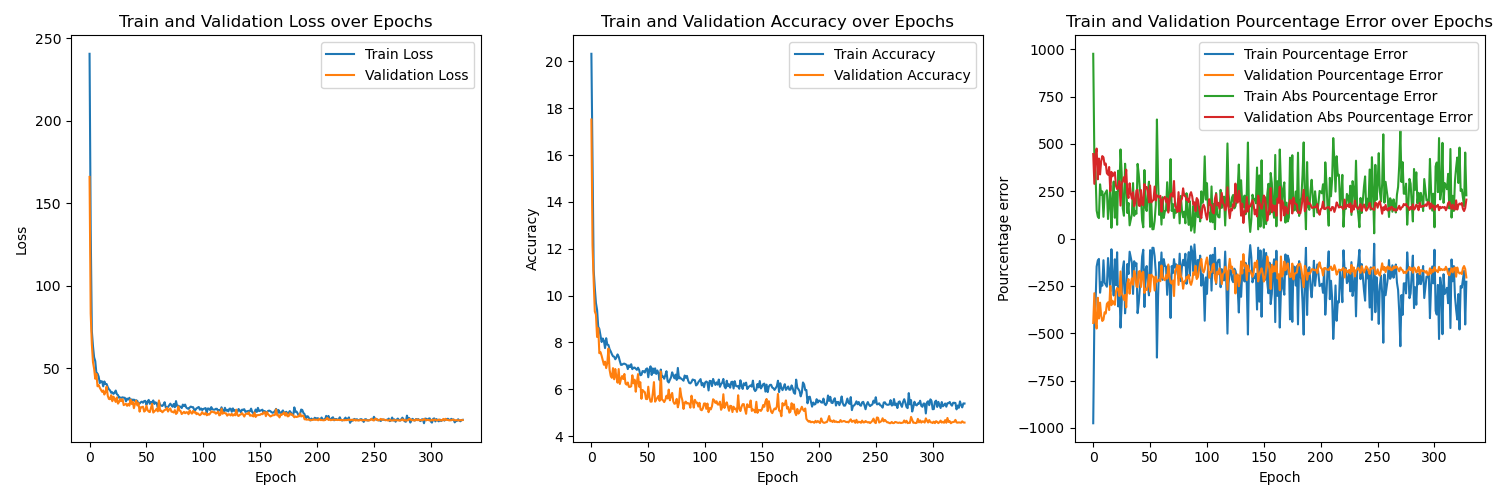 Train and Validation Loss over Epochs
250
200
150
100
50
0
50
100
150
200
250
300
Loss
Epoch
Train Loss
Validation Loss
Train and Validation Accuracy over Epochs
20
18
16
14
12
10
8
6
4
0
50
100
150
200
250
300
Accuracy
Epoch
Train Accuracy
Validation Accuracy
Train and Validation Pourcentage Error over Epochs
1000
750
500
250
0
−250
−500
−750
−1000
0
50
100
150
200
250
300
Pourcentage error
Epoch
Train Pourcentage Error
Validation Pourcentage Error
Train Abs Pourcentage Error
Validation Abs Pourcentage Error